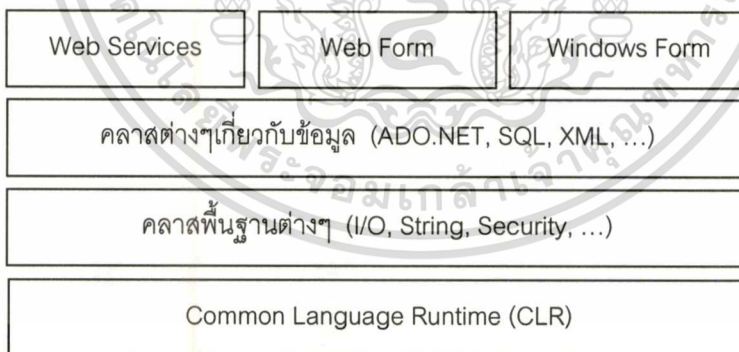 Web Services
Web Form
Windows Form
คลาสต่างๆเกี่ยวกับข้อมูล (ADO.NET, SQL, XML, ...)
คลาสพื้นฐานต่างๆ (I/O, String, Security, ...)
Common Language Runtime (CLR)